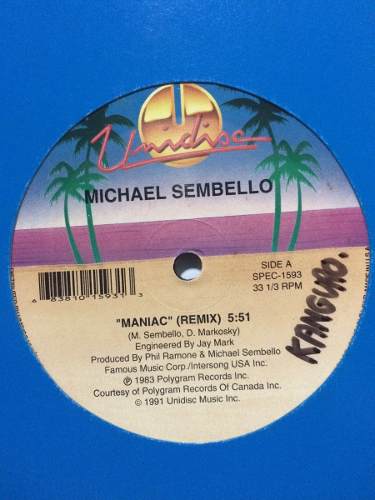 Unidisc
MICHAEL SEMBELLO
SIDE A
SPEC-1593
33 1/3 RPM
KANGURO.
"MANIAC" (REMIX) 5:51
(M. Sembello, D. Markosky)
Engineered By Jay Mark
Produced By Phil Ramone & Michael Sembello
Famous Music Corp./Intersong USA Inc.
℗ 1983 Polygram Records Inc.
Courtesy of Polygram Records Of Canada Inc.
© 1991 Unidisc Music Inc.